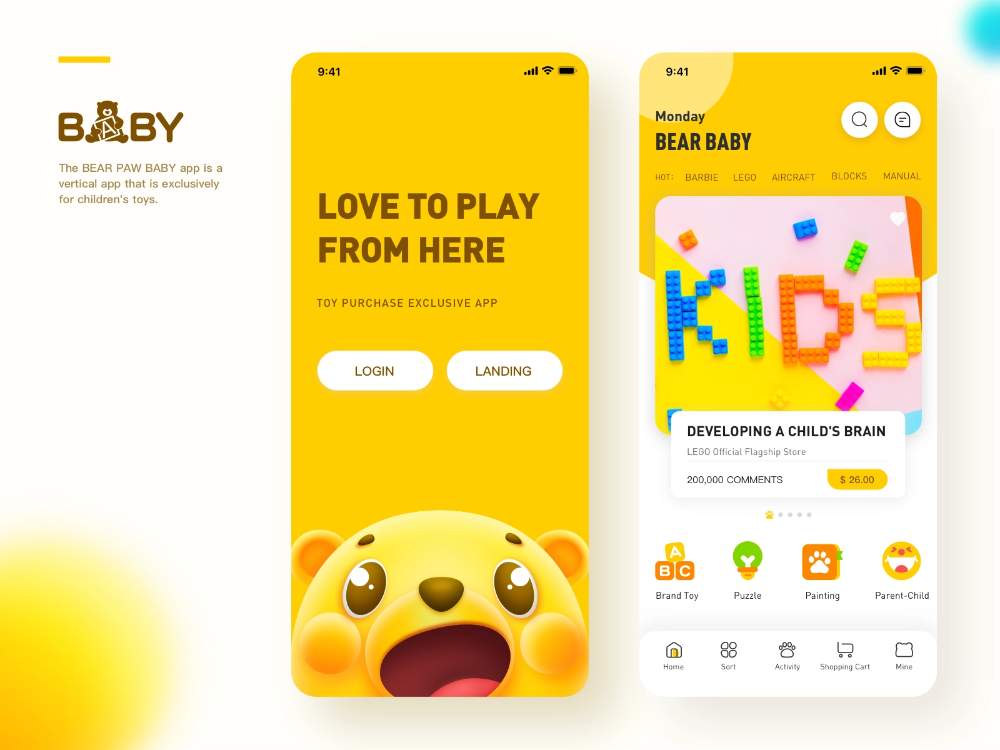 BABY
The BEAR PAW BABY app is a
vertical app that is exclusively
for children's toys.
9:41
LOVE TO PLAY
FROM HERE
TOY PURCHASE EXCLUSIVE APP
LOGIN
LANDING
9:41
Monday
BEAR BABY
HOT: BARBIE LEGO AIRCRAFT BLOCKS MANUAL
KIDS
DEVELOPING A CHILD'S BRAIN
LEGO Official Flagship Store
200,000 COMMENTS
$ 26.00
A
B C
Brand Toy Puzzle Painting Parent-Child
Home Sort Activity Shopping Cart Mine